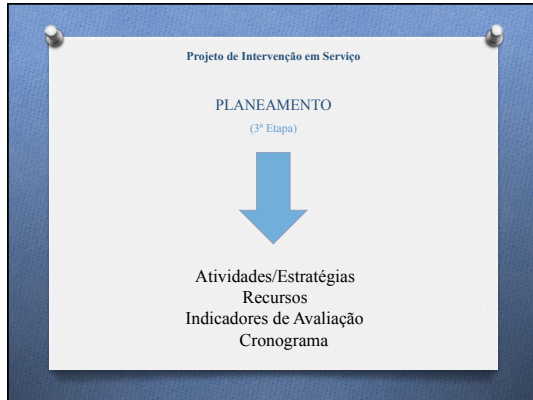 Projeto de Intervenção em Serviço
PLANEAMENTO
(3ª Etapa)
Atividades/Estratégias
Recursos
Indicadores de Avaliação
Cronograma